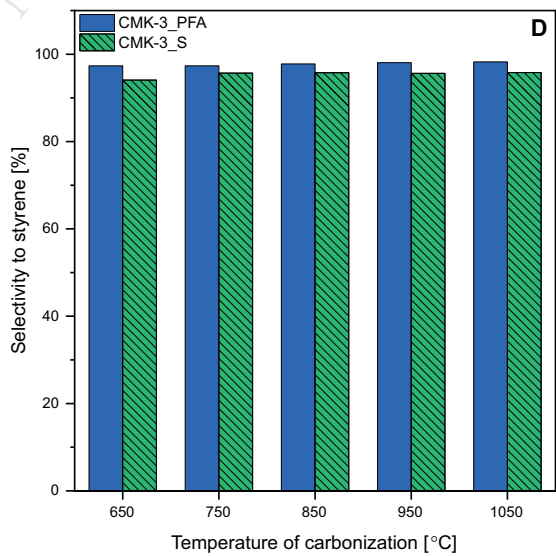 CMK-3_PFA
CMK-3_S
D
Selectivity to styrene [%]
100
80
60
40
20
0
650 750 850 950 1050
Temperature of carbonization [°C]